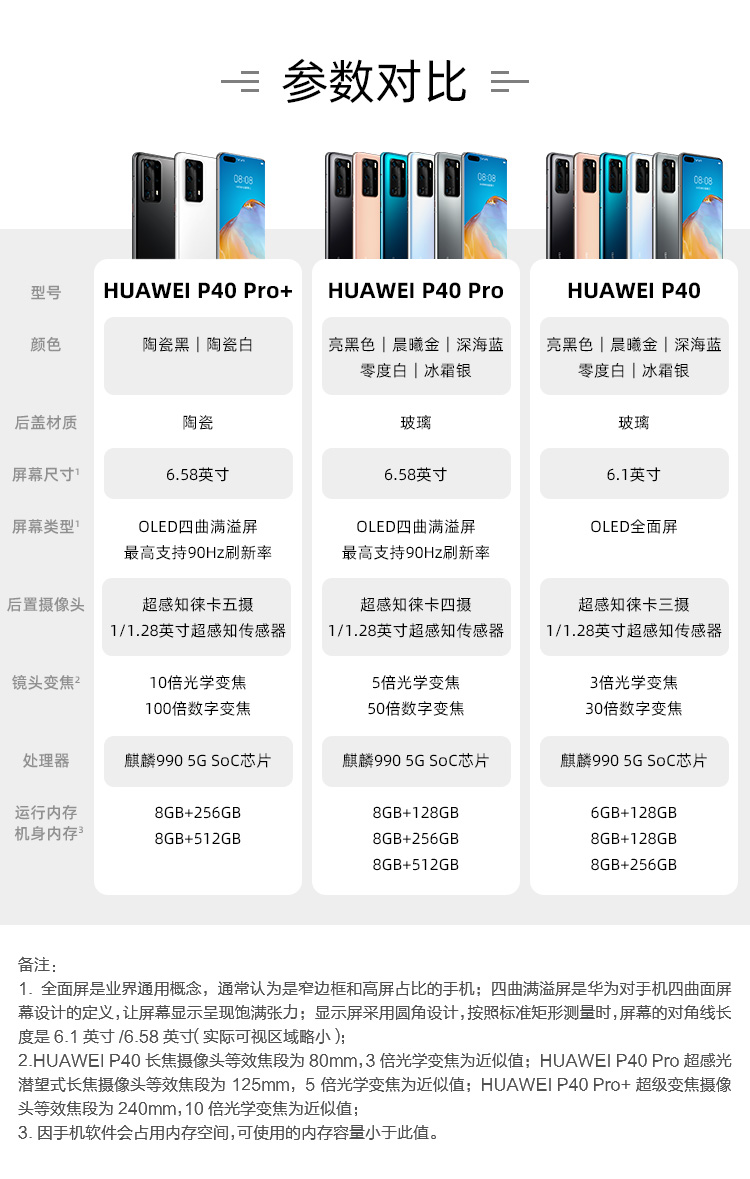 参数对比
08:08
08:08
08:08
型号
HUAWEI P40 Pro+
HUAWEI P40 Pro
HUAWEI P40
颜色
陶瓷黑｜陶瓷白
亮黑色｜晨曦金｜深海蓝
零度白｜冰霜银
亮黑色｜晨曦金｜深海蓝
零度白｜冰霜银
后盖材质
陶瓷
玻璃
玻璃
屏幕尺寸¹
6.58英寸
6.58英寸
6.1英寸
屏幕类型¹
OLED四曲满溢屏
最高支持90Hz刷新率
OLED四曲满溢屏
最高支持90Hz刷新率
OLED全面屏
后置摄像头
超感知徕卡五摄
1/1.28英寸超感知传感器
超感知徕卡四摄
1/1.28英寸超感知传感器
超感知徕卡三摄
1/1.28英寸超感知传感器
镜头变焦²
10倍光学变焦
100倍数字变焦
5倍光学变焦
50倍数字变焦
3倍光学变焦
30倍数字变焦
处理器
麒麟990 5G SoC芯片
麒麟990 5G SoC芯片
麒麟990 5G SoC芯片
运行内存
机身内存³
8GB+256GB
8GB+512GB
8GB+128GB
8GB+256GB
8GB+512GB
6GB+128GB
8GB+128GB
8GB+256GB
备注：
1. 全面屏是业界通用概念，通常认为是窄边框和高屏占比的手机；四曲满溢屏是华为对手机四曲面屏
幕设计的定义，让屏幕显示呈现饱满张力；显示屏采用圆角设计，按照标准矩形测量时，屏幕的对角线长
度是 6.1 英寸 /6.58 英寸( 实际可视区域略小 )；
2.HUAWEI P40 长焦摄像头等效焦段为 80mm，3 倍光学变焦为近似值；HUAWEI P40 Pro 超感光
潜望式长焦摄像头等效焦段为 125mm，5 倍光学变焦为近似值；HUAWEI P40 Pro+ 超级变焦摄像
头等效焦段为 240mm，10 倍光学变焦为近似值；
3. 因手机软件会占用内存空间，可使用的内存容量小于此值。